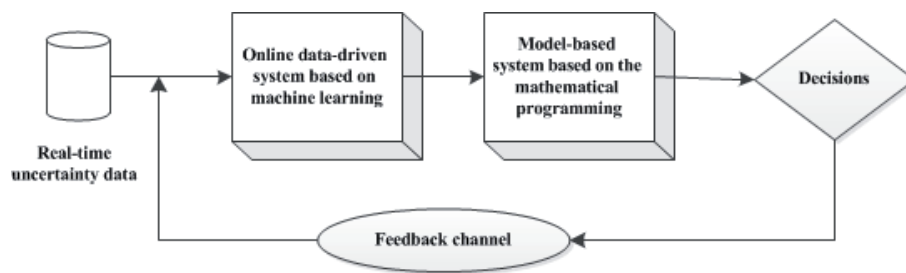 Real-time
uncertainty data
Online data-driven
system based on
machine learning
Model-based
system based on the
mathematical
programming
Decisions
Feedback channel